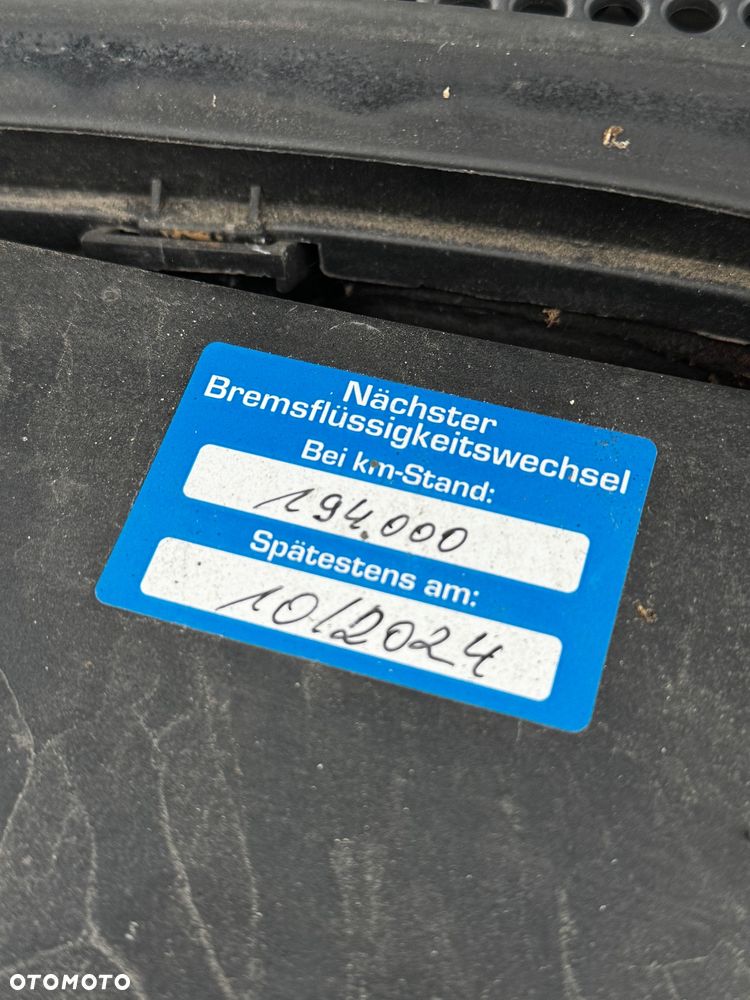 Nächster
Bremsflüssigkeitswechsel
Bei km-Stand:
194.000
Spätestens am:
10/2024
OTOMOTO